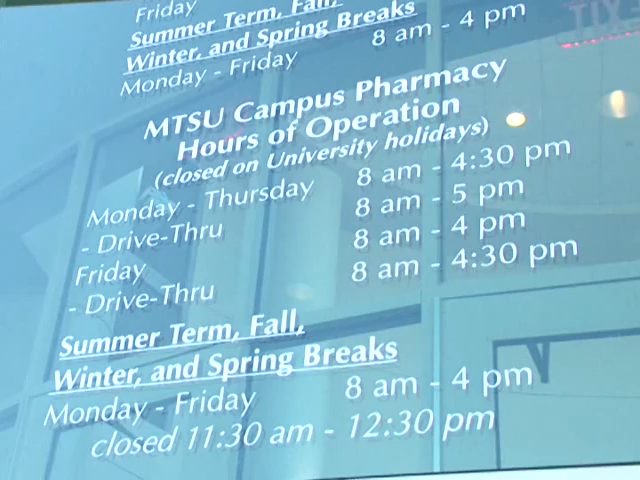 Friday
Summer Term, Fall,
Winter, and Spring Breaks
Monday - Friday 8 am - 4 pm
MTSU Campus Pharmacy
Hours of Operation
(closed on University holidays)
Monday - Thursday 8 am - 4:30 pm
- Drive-Thru 8 am - 5 pm
Friday 8 am - 4 pm
- Drive-Thru 8 am - 4:30 pm
Summer Term, Fall,
Winter, and Spring Breaks
Monday - Friday 8 am - 4 pm
closed 11:30 am - 12:30 pm